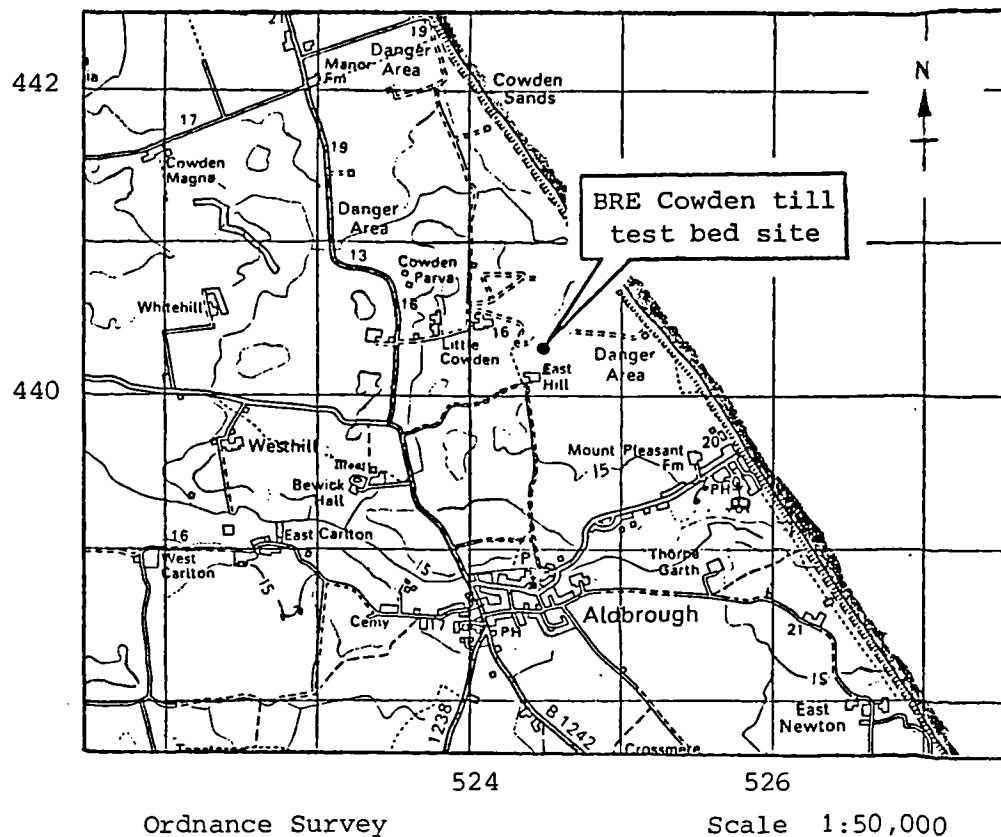 21
19
Danger
Area
442
Manor
Fm
Cowden
Sands
N
17
Cowden
Magna
19
BRE Cowden till
test bed site
Danger
Area
13
Cowden
Parva
Whitehill
16
16
Little
Cowden
10
Danger
Area
East
Hill
440
Westhill
Moat
Bewick
Hall
Mount Pleasant
Fm
20
15
PH
16
East Carlton
West
Carlton
15
15
P
Thorpe
Garth
Cemy
Aldbrough
PH
21
15
East
Newton
1238
B 1242
Crossmere
524
526
Ordnance Survey
Scale 1:50,000